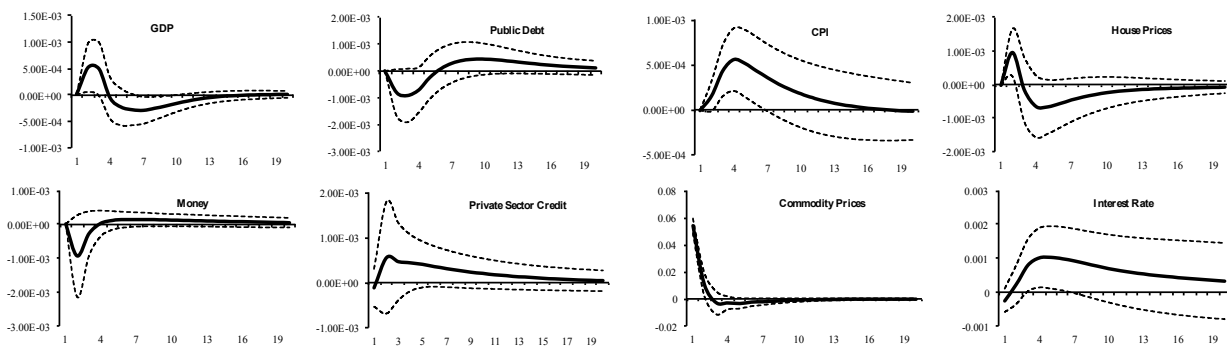 GDP
1.50E-03
1.00E-03
5.00E-04
0.00E+00
-5.00E-04
-1.00E-03
1 4 7 10 13 16 19
Public Debt
2.00E-03
1.00E-03
0.00E+00
-1.00E-03
-2.00E-03
-3.00E-03
1 4 7 10 13 16 19
CPI
1.00E-03
5.00E-04
0.00E+00
-5.00E-04
1 4 7 10 13 16 19
House Prices
2.00E-03
1.00E-03
0.00E+00
-1.00E-03
-2.00E-03
1 4 7 10 13 16 19
Money
1.00E-03
0.00E+00
-1.00E-03
-2.00E-03
-3.00E-03
1 4 7 10 13 16 19
Private Sector Credit
2.00E-03
1.00E-03
0.00E+00
-1.00E-03
1 3 5 7 9 11 13 15 17 19
Commodity Prices
0.08
0.06
0.04
0.02
0
-0.02
1 4 7 10 13 16 19
Interest Rate
0.003
0.002
0.001
0
-0.001
1 4 7 10 13 16 19